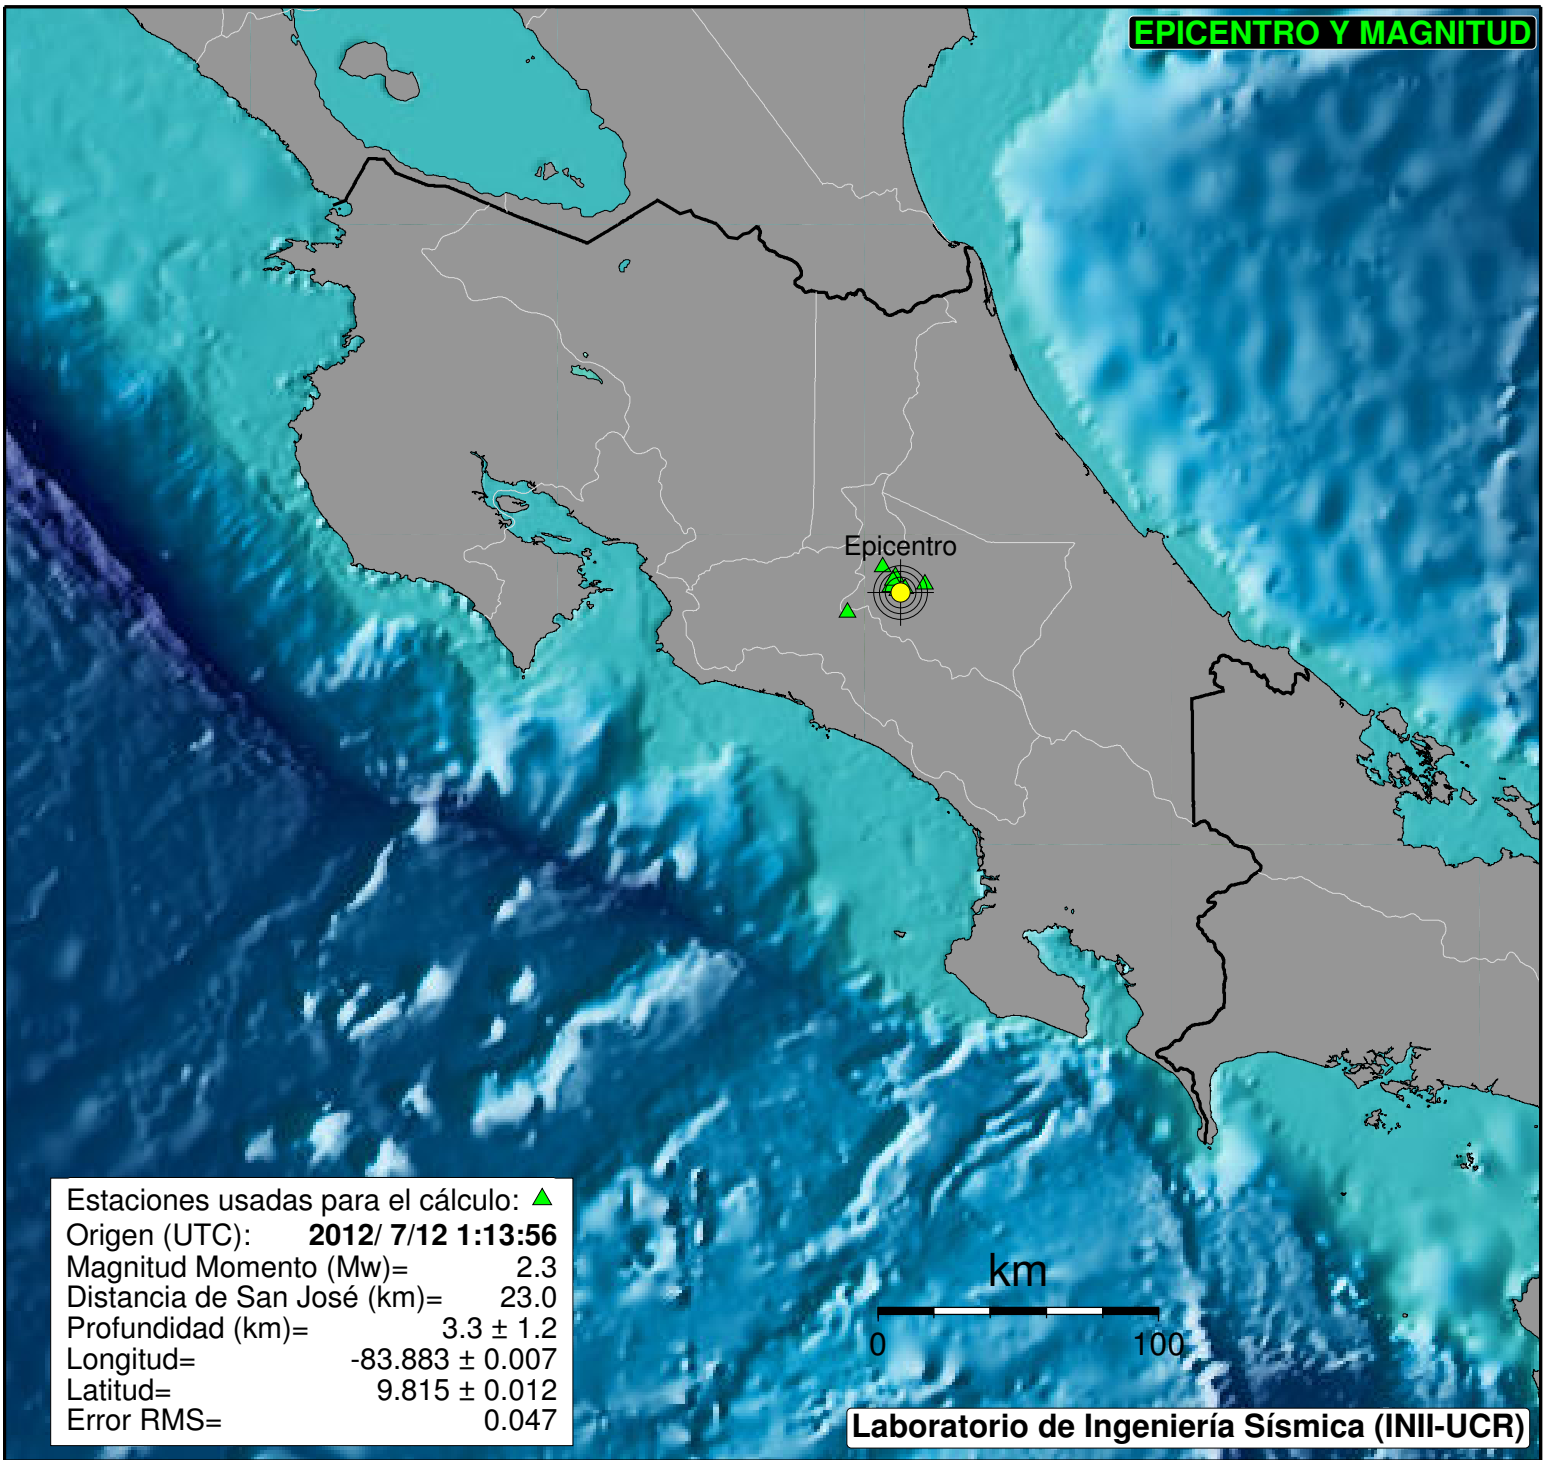 EPICENTRO Y MAGNITUD
Epicentro
Estaciones usadas para el cálculo:
Origen (UTC): 2012/ 7/12 1:13:56
Magnitud Momento (Mw)= 2.3
Distancia de San José (km)= 23.0
Profundidad (km)= 3.3 ± 1.2
Longitud= -83.883 ± 0.007
Latitud= 9.815 ± 0.012
Error RMS= 0.047
km
0 100
Laboratorio de Ingeniería Sísmica (INII-UCR)